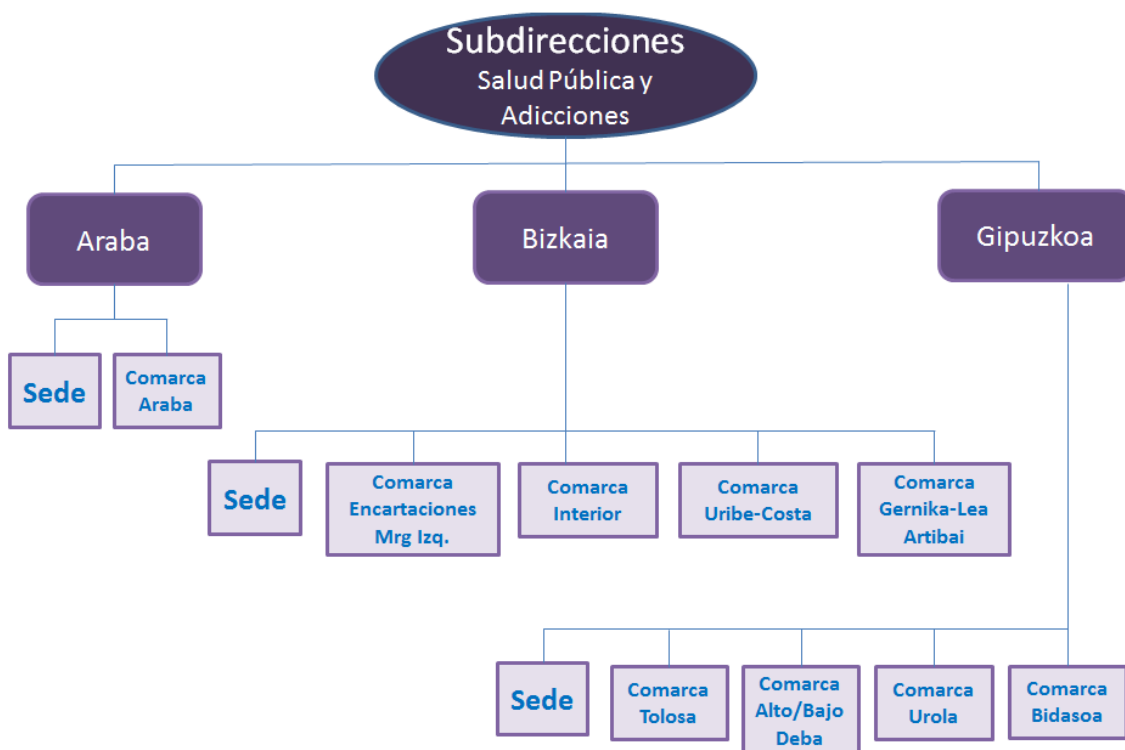 Subdirecciones
Salud Pública y
Adicciones
Araba
Bizkaia
Gipuzkoa
Sede
Comarca
Araba
Sede
Comarca
Encartaciones
Mrg Izq.
Comarca
Interior
Comarca
Uribe-Costa
Comarca
Gernika-Lea
Artibai
Sede
Comarca
Tolosa
Comarca
Alto/Bajo
Deba
Comarca
Urola
Comarca
Bidasoa